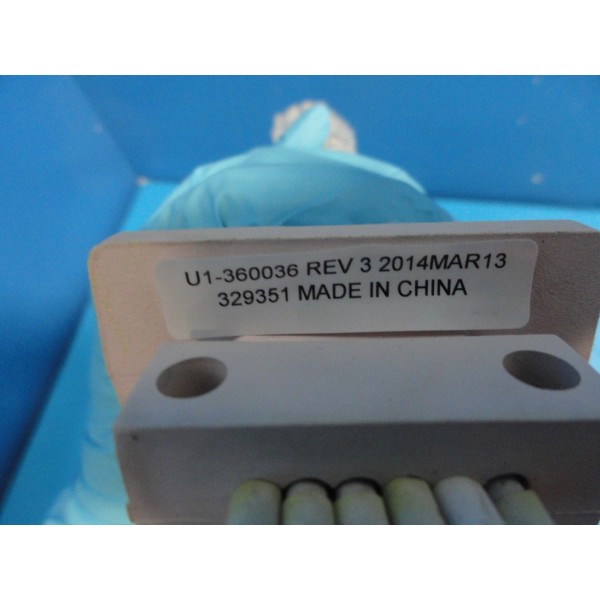 U1-360036 REV 3 2014MAR13
329351 MADE IN CHINA